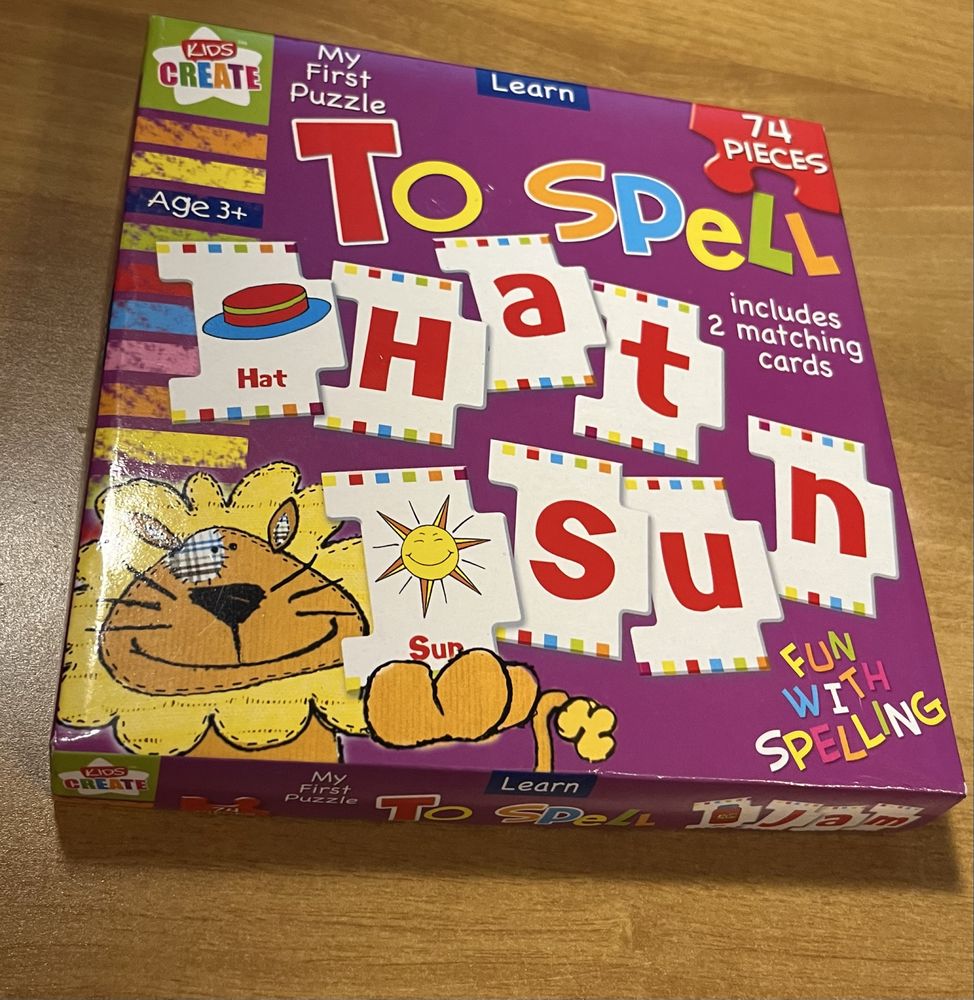 KIDS
CREATE
My
First
Puzzle
Learn
74
PIECES
To Spell
Age 3+
includes
2 matching
cards
Hat
H
a
t
Sun
S
u
n
FUN
WITH
SPELLING
KIDS
CREATE
74
My
First
Puzzle
Learn
To Spell
J a m